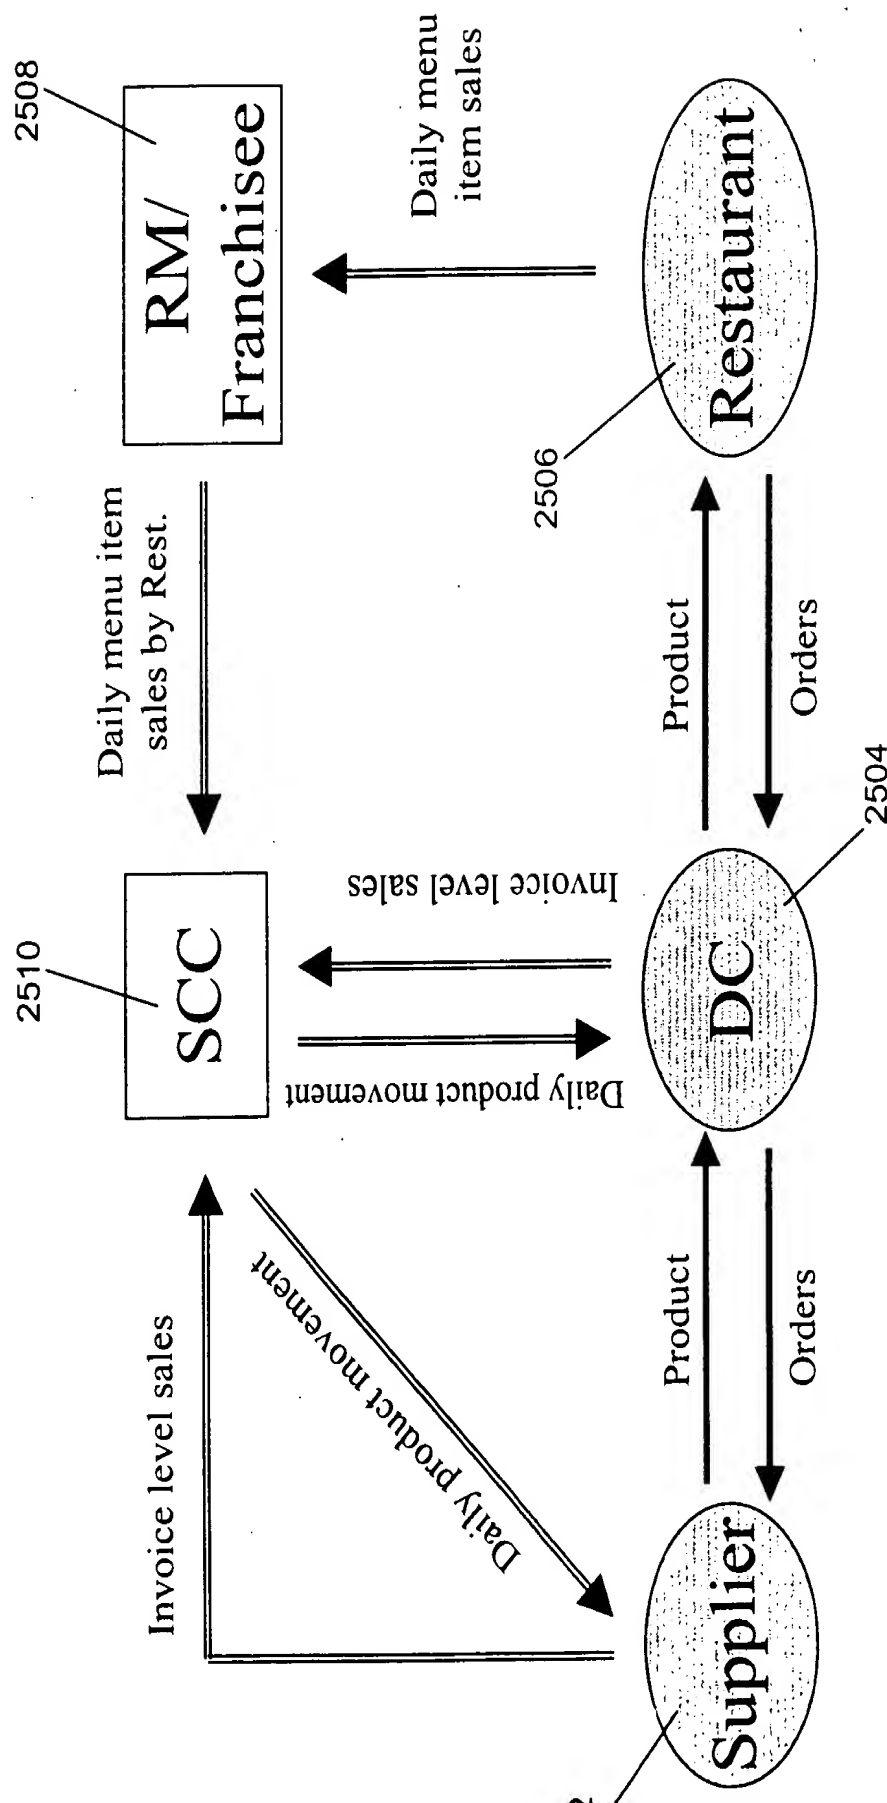 2510
2508
SCC
RM/
Franchisee
Invoice level sales
Daily menu item
sales by Rest.
Daily menu
item sales
Daily product movement
Daily product movement
Invoice level sales
2506
Product
Product
Supplier
DC
Restaurant
Orders
Orders
2504